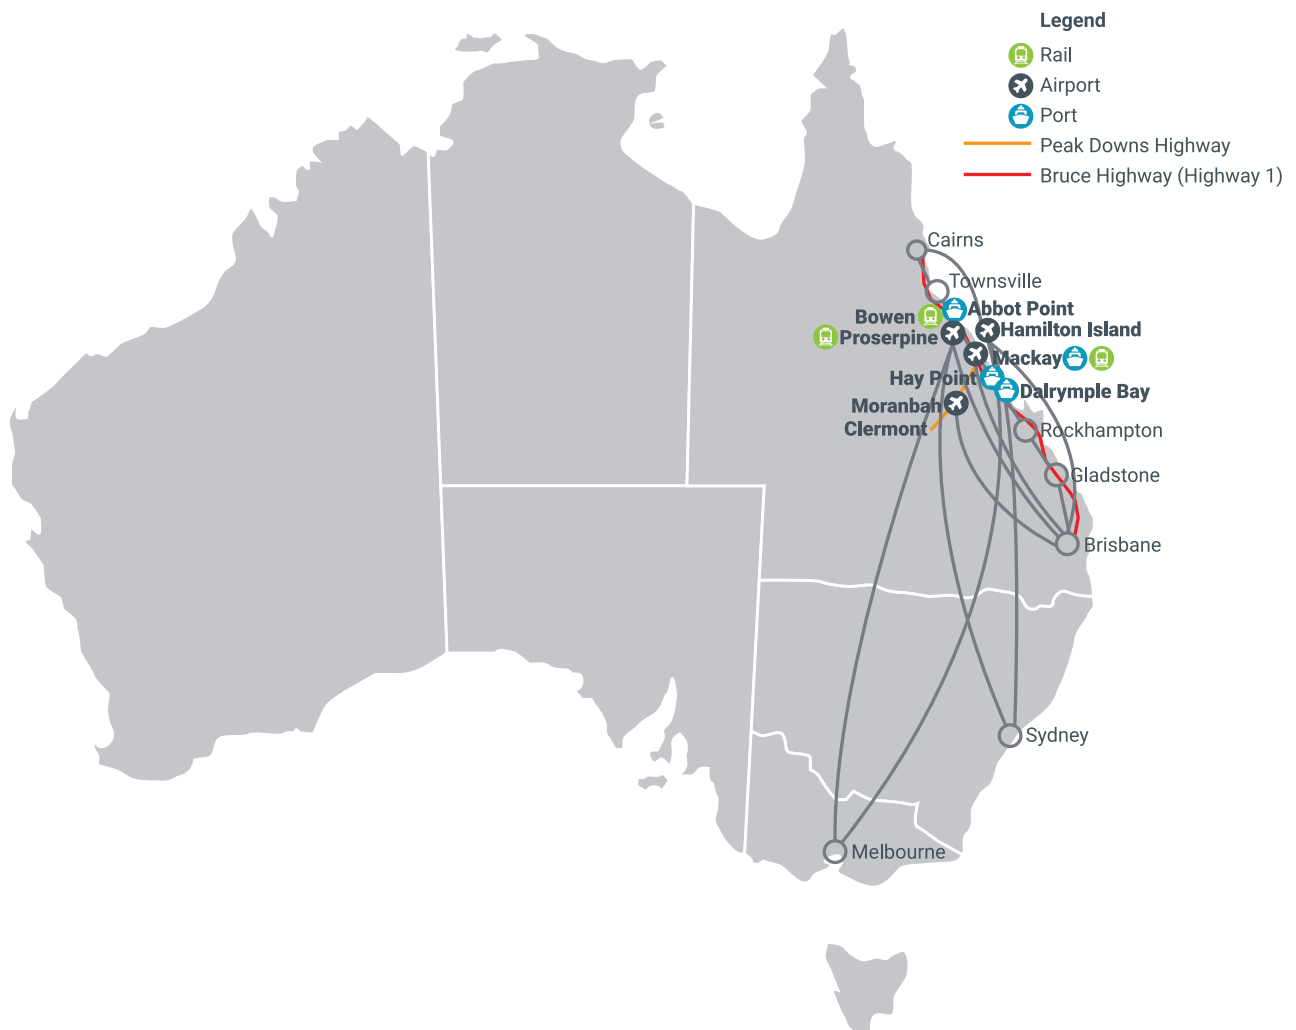 Legend
Rail
Airport
Port
Peak Downs Highway
Bruce Highway (Highway 1)
Cairns
Townsville
Abbot Point
Bowen
Hamilton Island
Proserpine
Mackay
Hay Point
Dalrymple Bay
Moranbah
Clermont
Rockhampton
Gladstone
Brisbane
Sydney
Melbourne